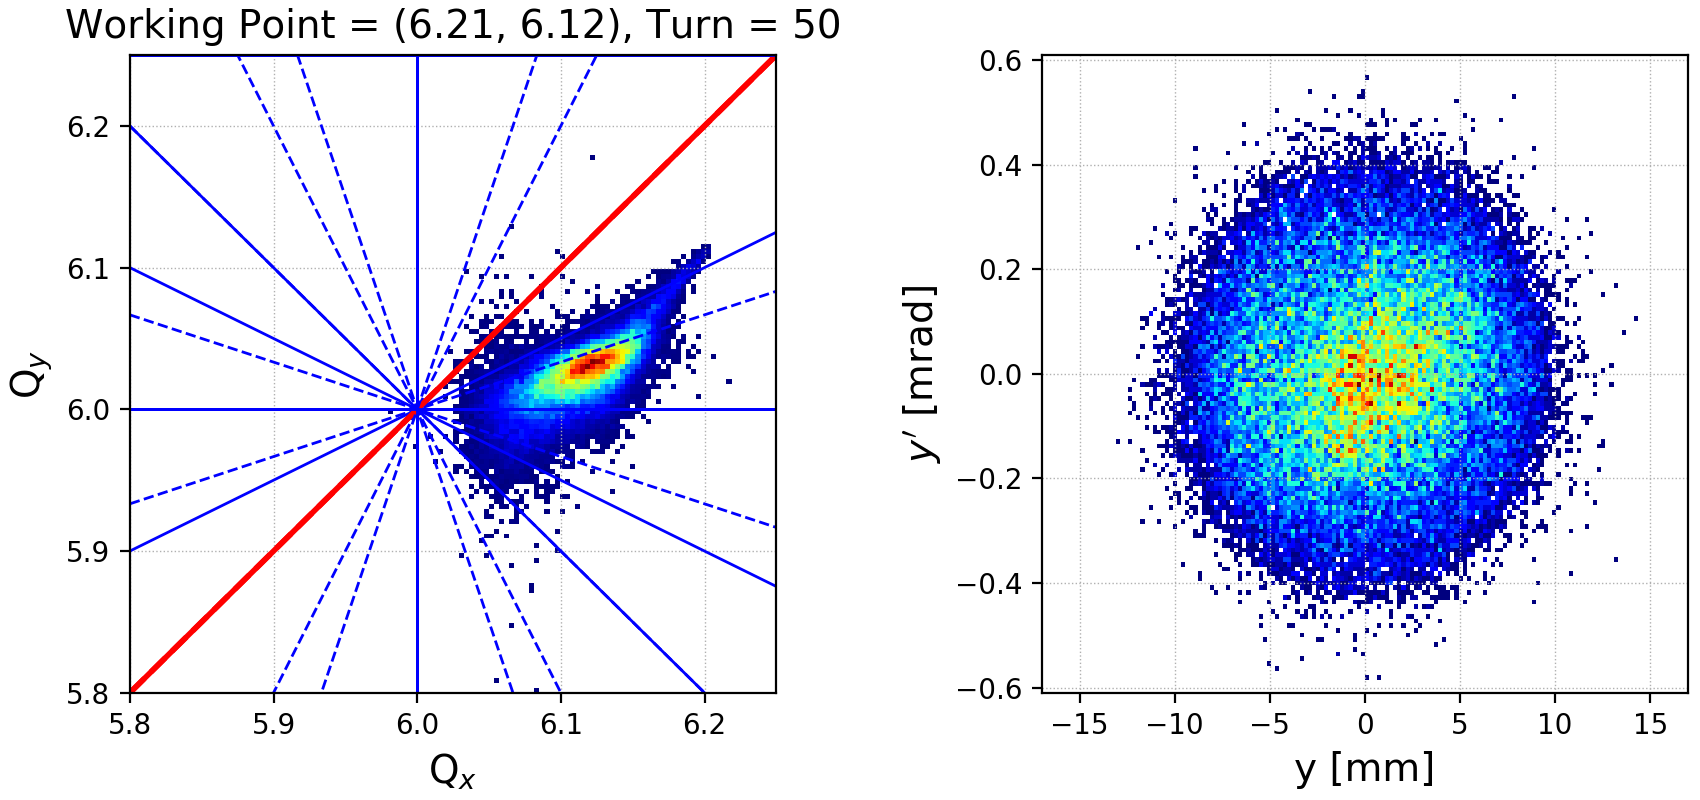 Working Point = (6.21, 6.12), Turn = 50
6.2
6.1
6.0
5.9
5.8
Qy
5.8 5.9 6.0 6.1 6.2
Qx
0.6
0.4
0.2
0.0
−0.2
−0.4
−0.6
y′ [mrad]
−15 −10 −5 0 5 10 15
y [mm]